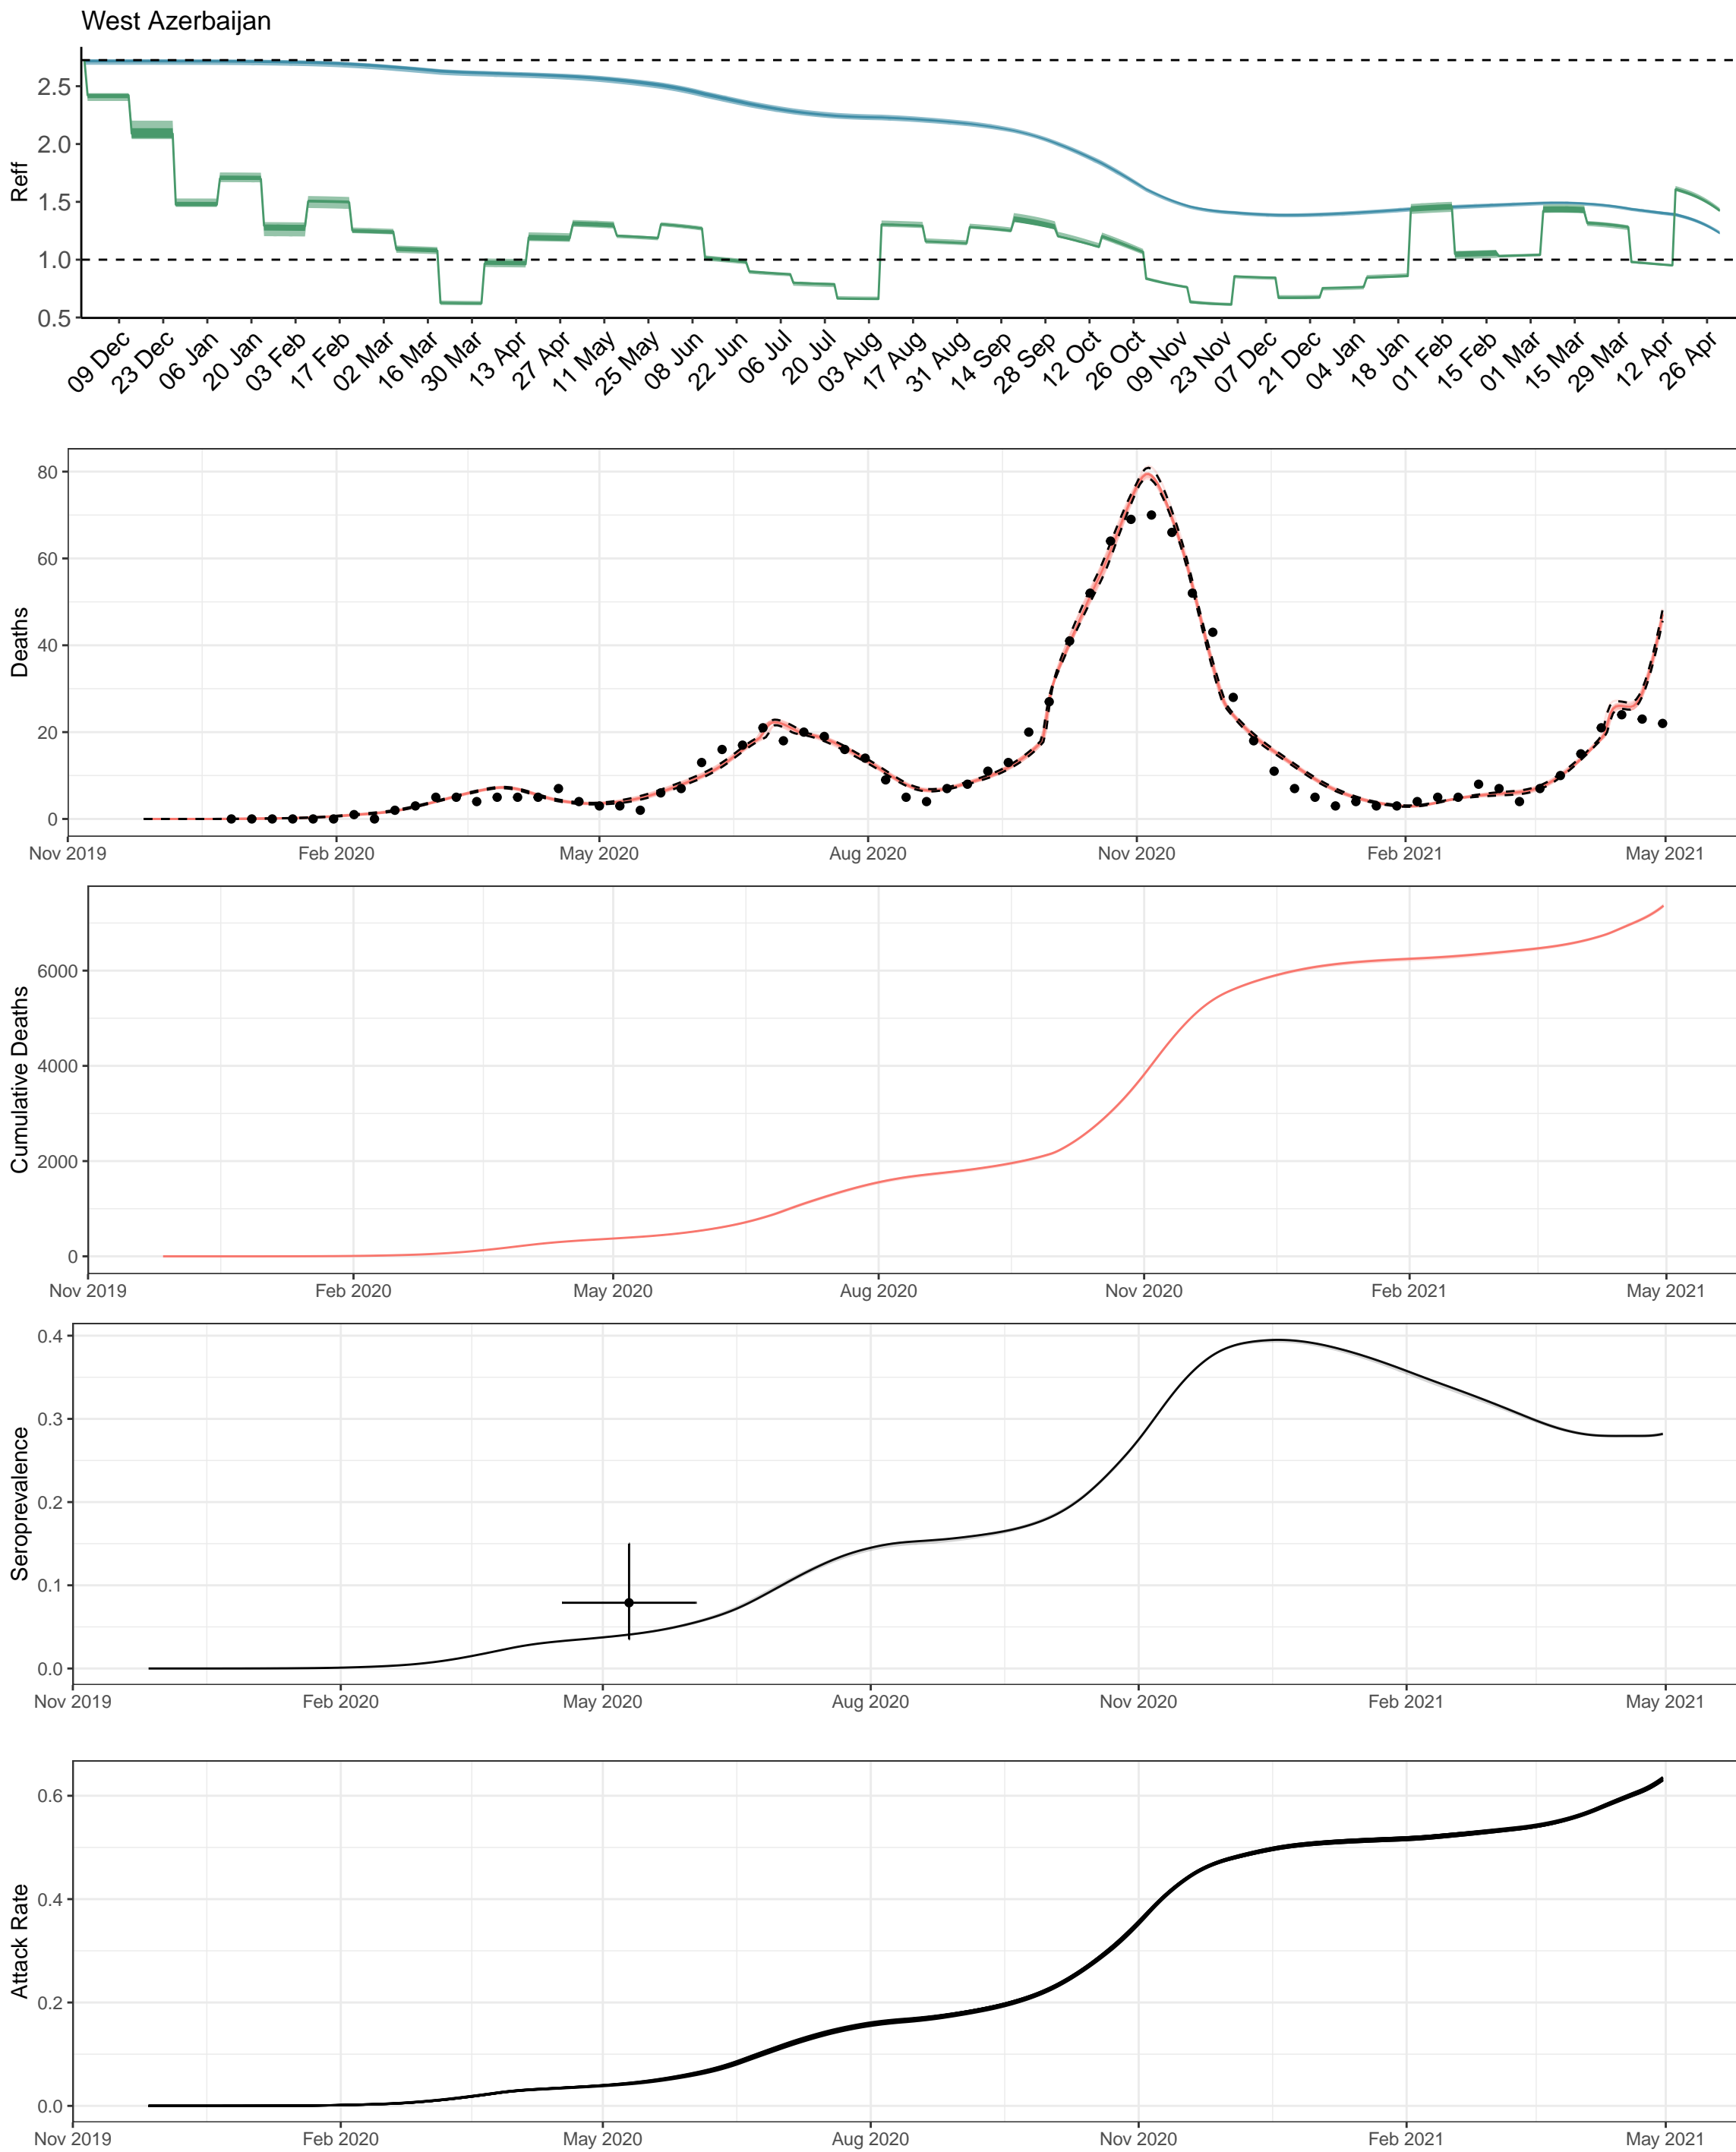 West Azerbaijan
Reff
2.5
2.0
1.5
1.0
0.5
09 Dec
23 Dec
06 Jan
20 Jan
03 Feb
17 Feb
02 Mar
16 Mar
30 Mar
13 Apr
27 Apr
11 May
25 May
08 Jun
22 Jun
06 Jul
20 Jul
03 Aug
17 Aug
31 Aug
14 Sep
28 Sep
12 Oct
26 Oct
09 Nov
23 Nov
07 Dec
21 Dec
04 Jan
18 Jan
01 Feb
15 Feb
01 Mar
15 Mar
29 Mar
12 Apr
26 Apr
Deaths
80
60
40
20
0
Nov 2019
Feb 2020
May 2020
Aug 2020
Nov 2020
Feb 2021
May 2021
Cumulative Deaths
6000
4000
2000
0
Nov 2019
Feb 2020
May 2020
Aug 2020
Nov 2020
Feb 2021
May 2021
Seroprevalence
0.4
0.3
0.2
0.1
0.0
Nov 2019
Feb 2020
May 2020
Aug 2020
Nov 2020
Feb 2021
May 2021
Attack Rate
0.6
0.4
0.2
0.0
Nov 2019
Feb 2020
May 2020
Aug 2020
Nov 2020
Feb 2021
May 2021